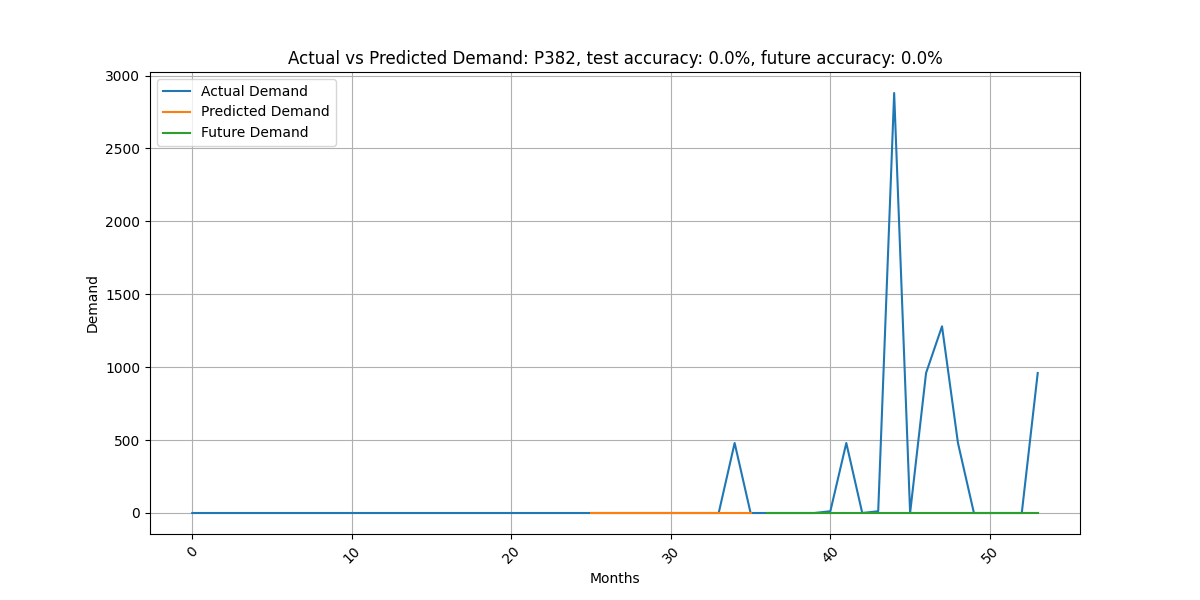 Actual vs Predicted Demand: P382, test accuracy: 0.0%, future accuracy: 0.0%
Actual Demand
Predicted Demand
Future Demand
3000
2500
2000
1500
1000
500
0
Demand
0
10
20
30
40
50
Months